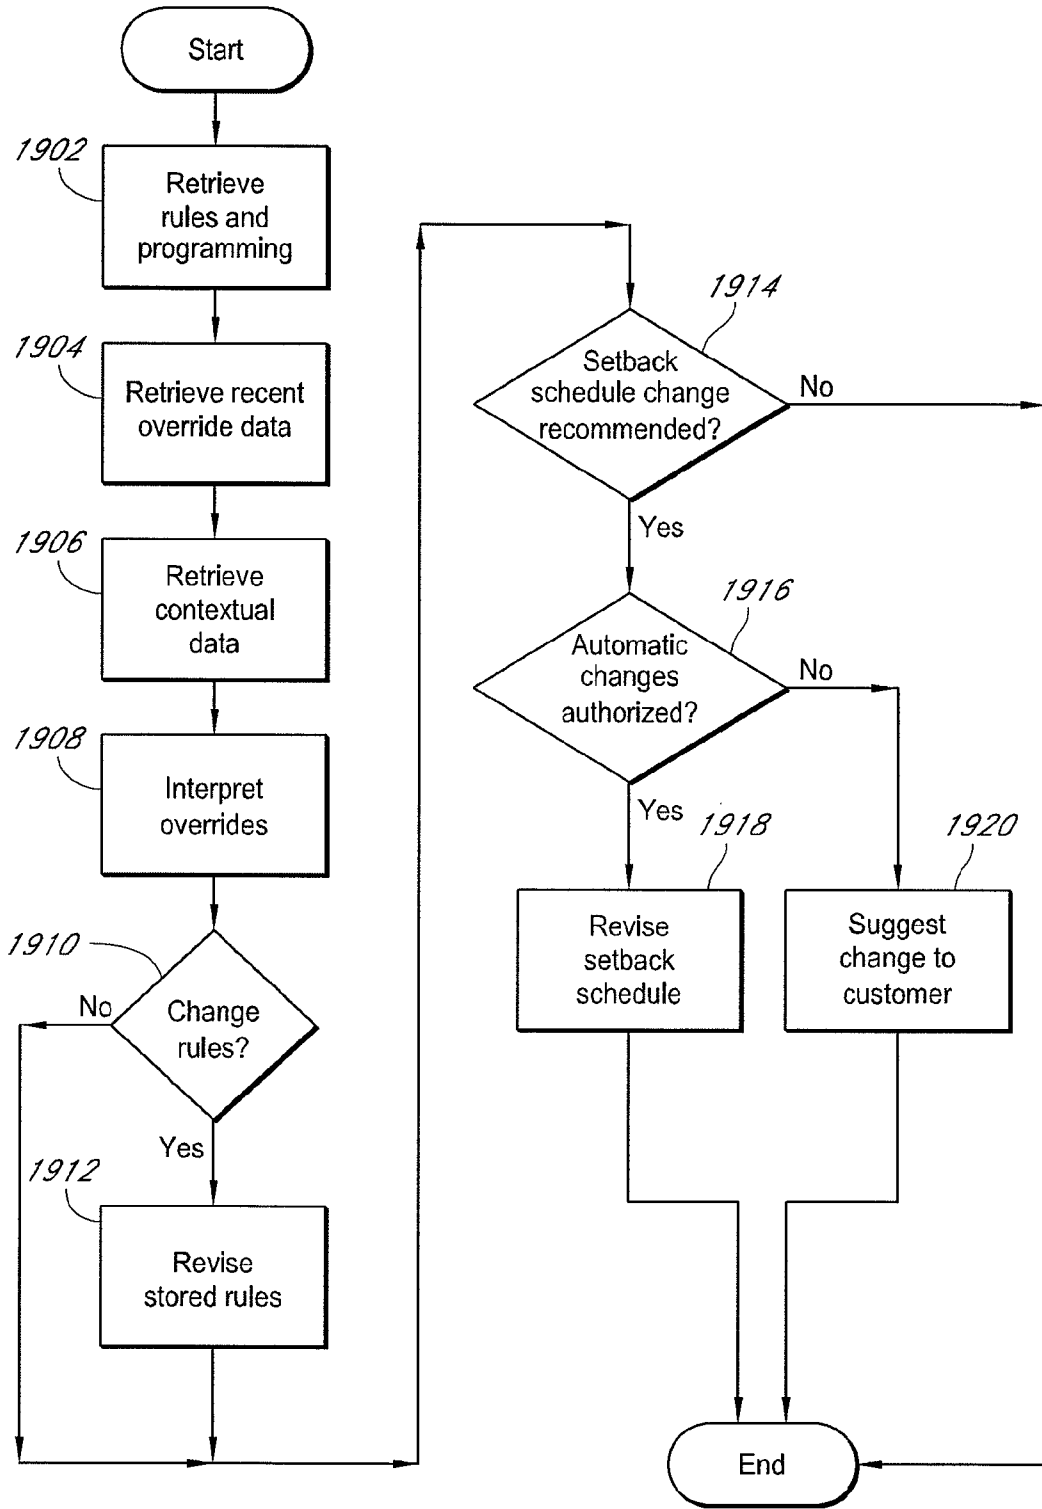 Start
1902
Retrieve
rules and
programming
1904
Retrieve recent
override data
1906
Retrieve
contextual
data
1908
Interpret
overrides
1910
No
Change
rules?
Yes
1912
Revise
stored rules
1914
Setback
schedule change
recommended?
No
Yes
1916
Automatic
changes
authorized?
No
Yes
1918
Revise
setback
schedule
1920
Suggest
change to
customer
End